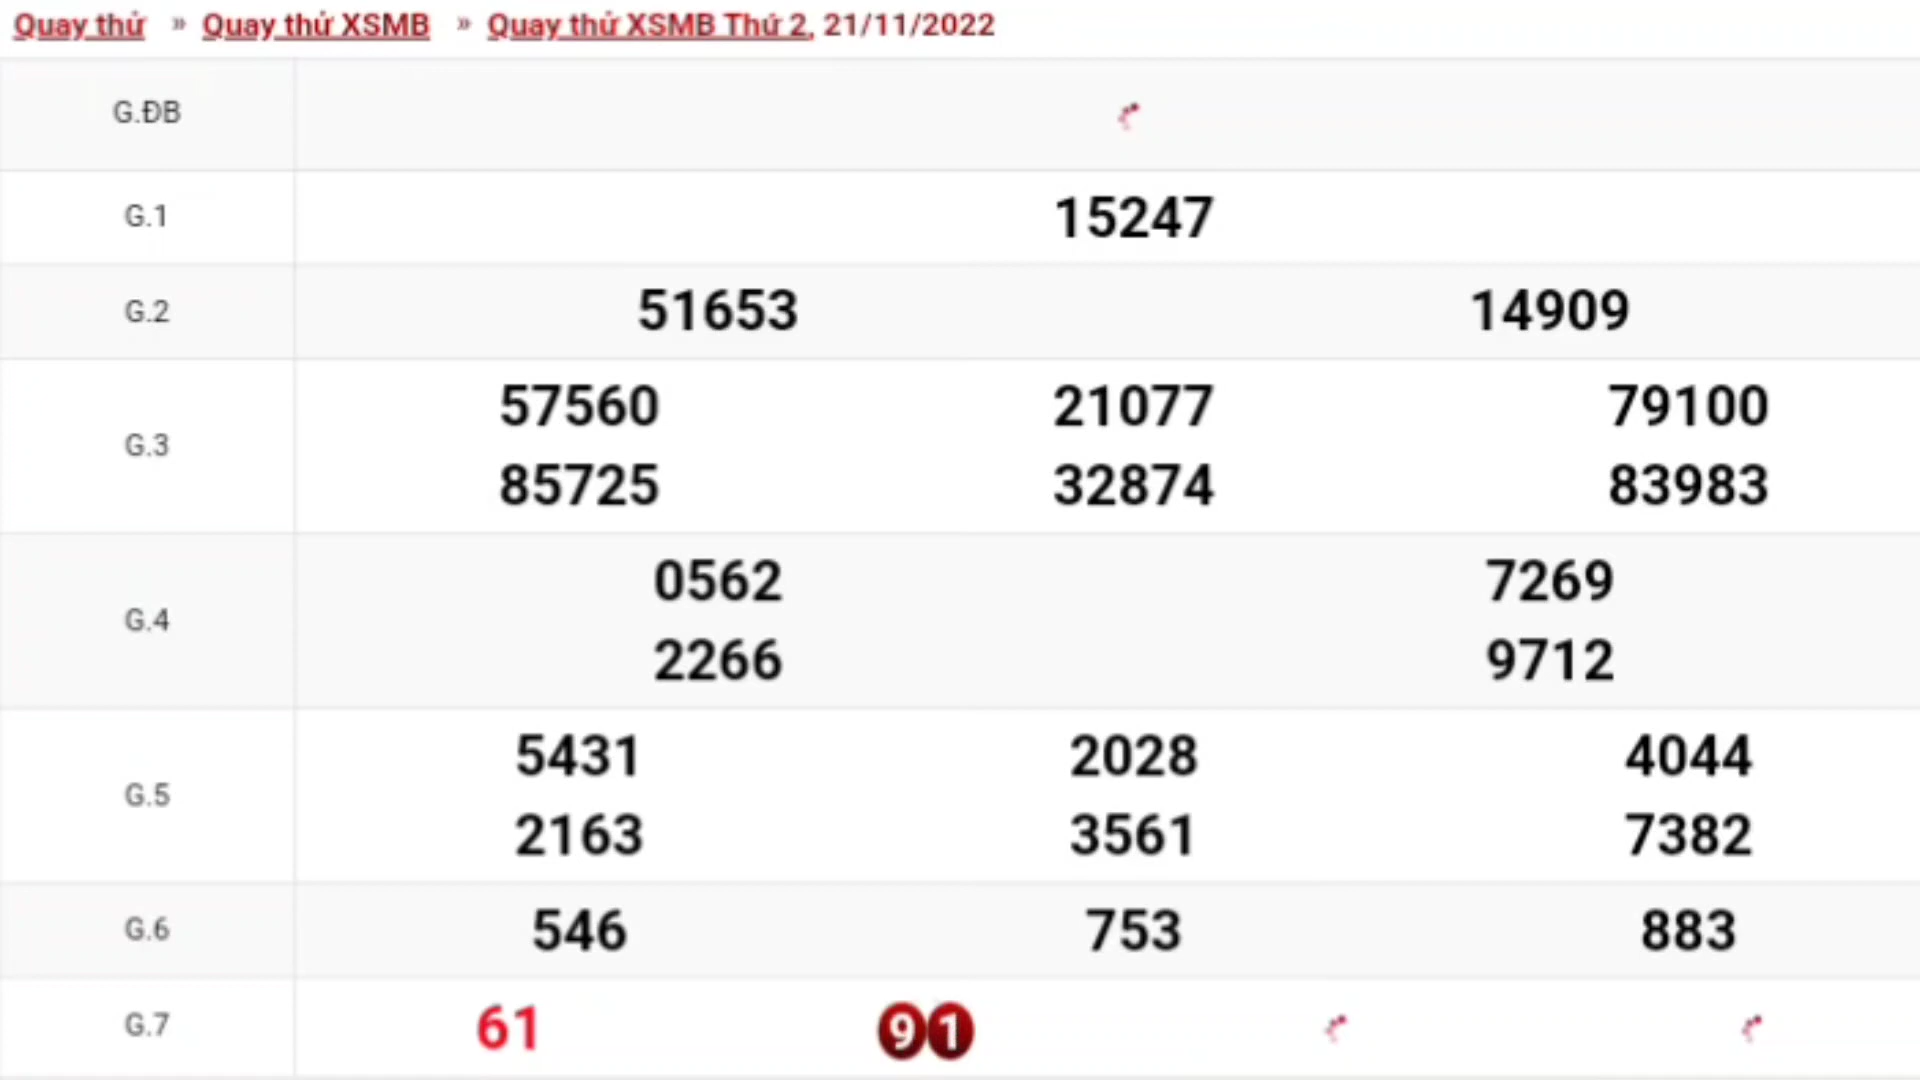 Quay thử » Quay thử XSMB » Quay thử XSMB Thứ 2, 21/11/2022
G.ĐB
G.1 15247
G.2 51653 14909
G.3 57560 21077 79100
85725 32874 83983
G.4 0562 7269
2266 9712
G.5 5431 2028 4044
2163 3561 7382
G.6 546 753 883
G.7 61 91